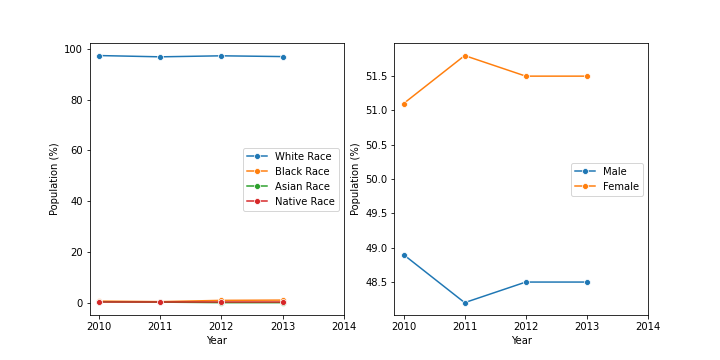 100
80
60
40
20
0
Population (%)
2010 2011 2012 2013 2014
Year
White Race
Black Race
Asian Race
Native Race
51.5
51.0
50.5
50.0
49.5
49.0
48.5
Population (%)
2010 2011 2012 2013 2014
Year
Male
Female